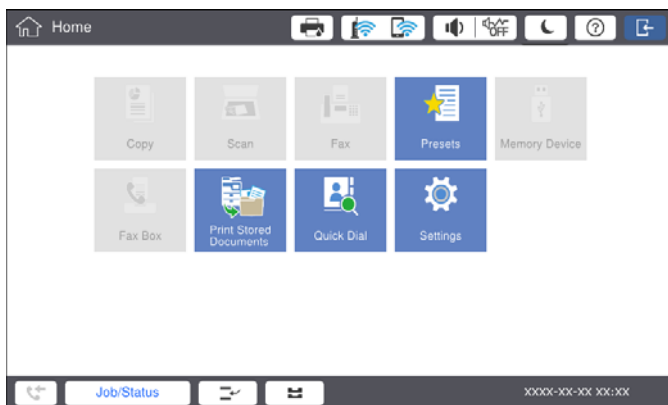 Home
OFF
?
Copy
Scan
Fax
Presets
Memory Device
Fax Box
Print Stored
Documents
Quick Dial
Settings
Job/Status
XXXX-XX-XX XX:XX